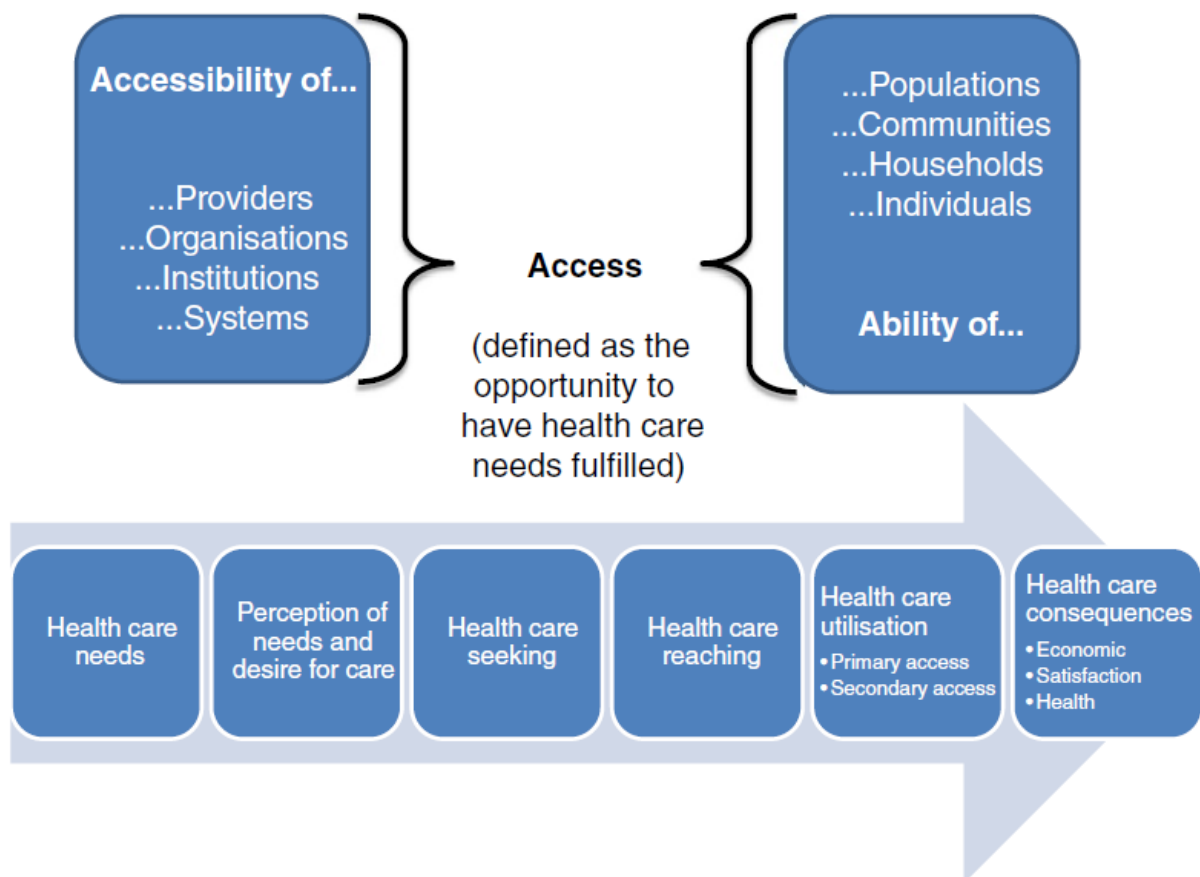 Accessibility of...
...Providers
...Organisations
...Institutions
...Systems
Access
(defined as the
opportunity to
have health care
needs fulfilled)
...Populations
...Communities
...Households
...Individuals
Ability of...
Health care
needs
Perception of
needs and
desire for care
Health care
seeking
Health care
reaching
Health care
utilisation
• Primary access
• Secondary access
Health care
consequences
• Economic
• Satisfaction
• Health